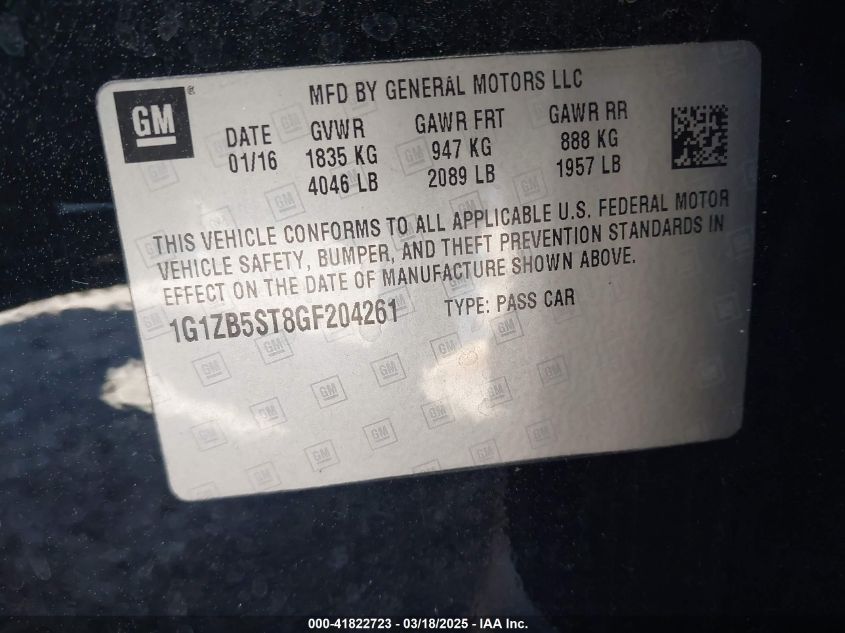 MFD BY GENERAL MOTORS LLC
GM®
DATE GVWR GAWR FRT GAWR RR
01/16 1835 KG 947 KG 888 KG
4046 LB 2089 LB 1957 LB
THIS VEHICLE CONFORMS TO ALL APPLICABLE U.S. FEDERAL MOTOR
VEHICLE SAFETY, BUMPER, AND THEFT PREVENTION STANDARDS IN
EFFECT ON THE DATE OF MANUFACTURE SHOWN ABOVE.
1G1ZB5ST8GF204261 TYPE: PASS CAR
000-41822723 - 03/18/2025 - IAA Inc.